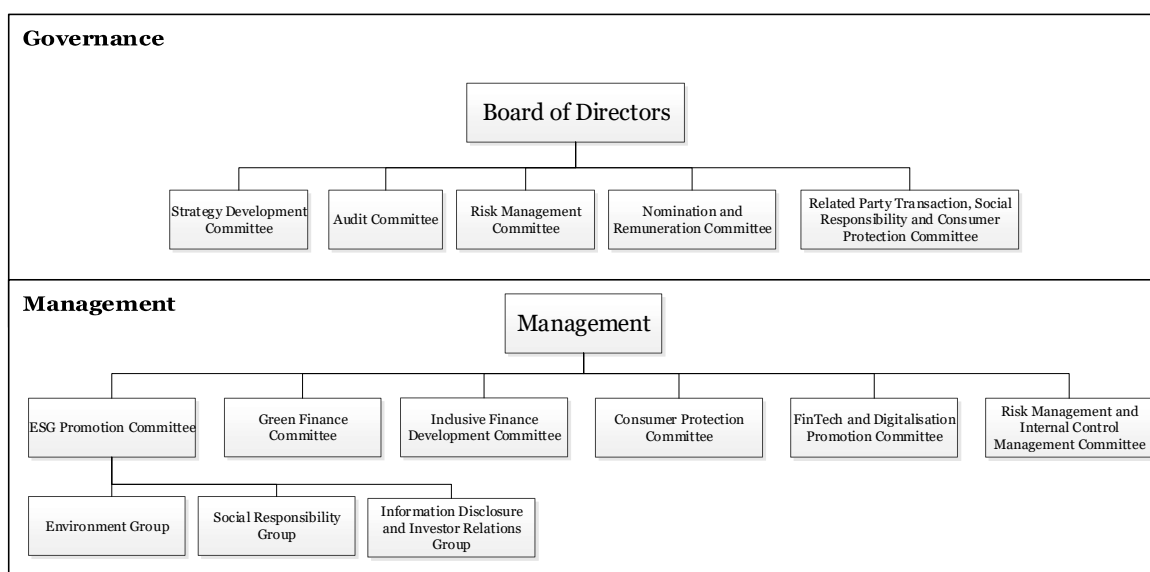 Governance
Board of Directors
Strategy Development
Committee
Audit Committee
Risk Management
Committee
Nomination and
Remuneration Committee
Related Party Transaction, Social
Responsibility and Consumer
Protection Committee
Management
Management
ESG Promotion Committee
Green Finance
Committee
Inclusive Finance
Development Committee
Consumer Protection
Committee
FinTech and Digitalisation
Promotion Committee
Risk Management and
Internal Control
Management Committee
Environment Group
Social Responsibility
Group
Information Disclosure
and Investor Relations
Group